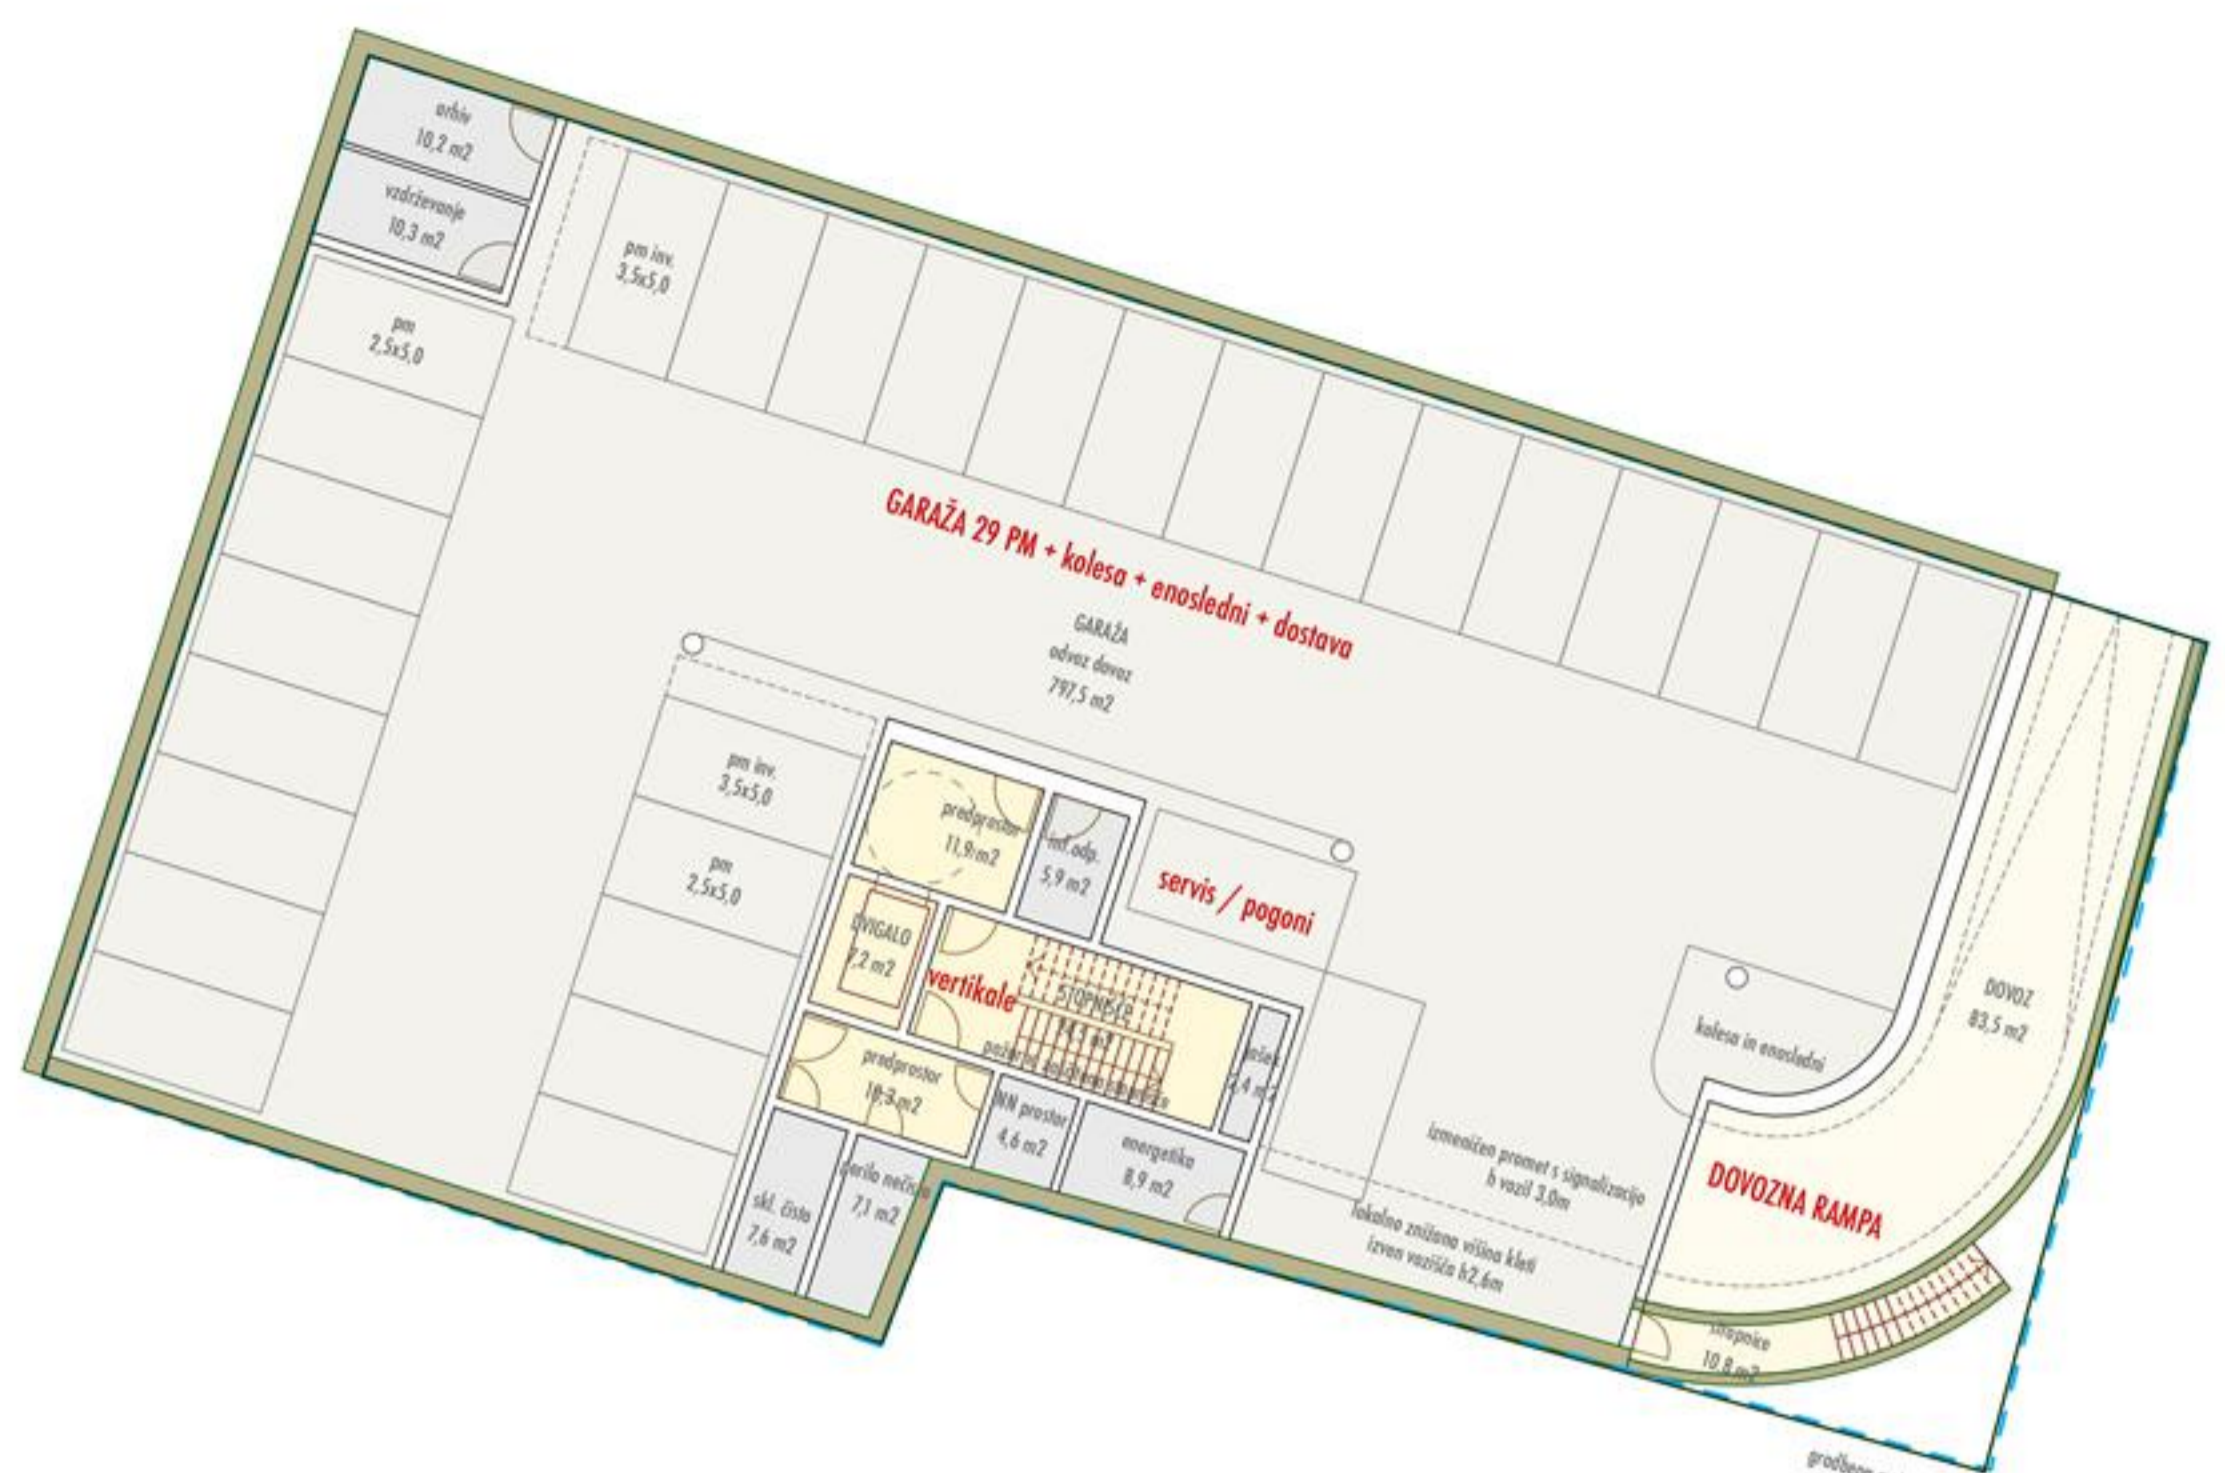 arhiv
10,2 m2
vzdrževanje
10,3 m2
pm inv.
3,5x5,0
pm
2,5x5,0
GARAŽA 29 PM + kolesa + enosledni + dostava
GARAŽA
odvoz dovoz
797,5 m2
pm inv.
3,5x5,0
pm
2,5x5,0
predprostor
11,9 m2
5,9 m2
servis / pogoni
DVIGALO
7,2 m2
vertikale
STOPNIŠČE
predprostor
10,3 m2
NN prostor
4,6 m2
energetika
8,9 m2
skl. čisto
7,6 m2
perilo nečisto
7,1 m2
kolesa in enosledni
DOVOZ
83,5 m2
izmeničen promet s signalizacijo
h vozil 3,0m
lokalno znižana višina kleti
izven vozišča h2,6m
DOVOZNA RAMPA
stopnice
10,8 m2